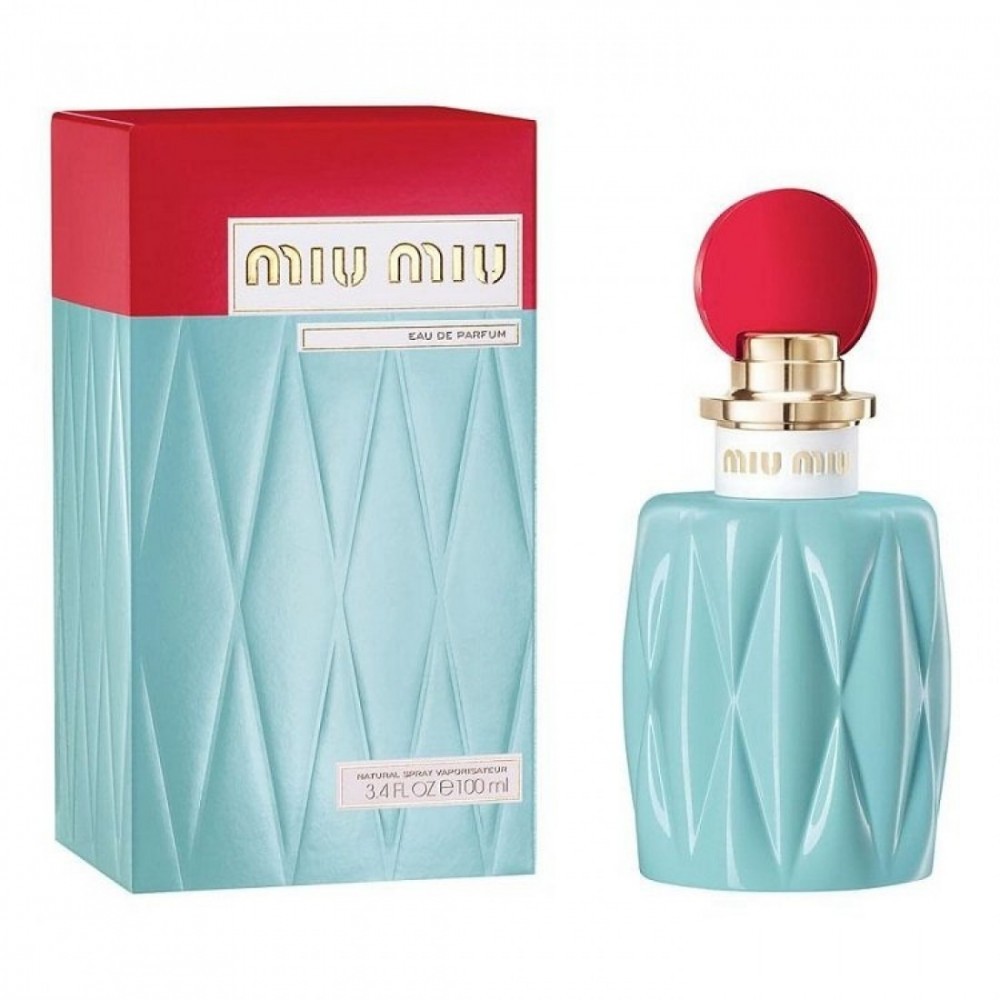 MIU MIU
EAU DE PARFUM
NATURAL SPRAY VAPORISATEUR
3.4 FL OZ ℮ 100 ml
MIU MIU